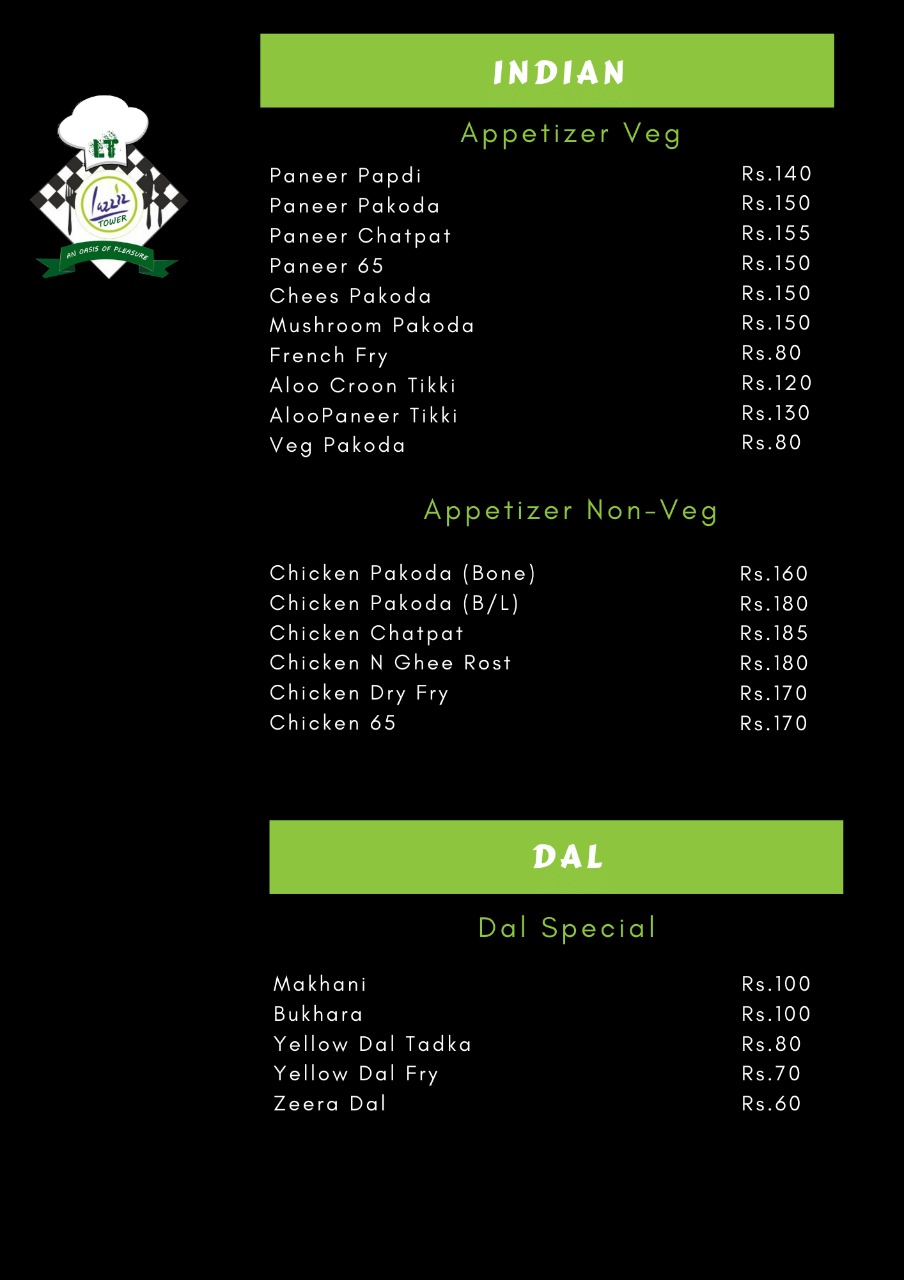 INDIAN
Appetizer Veg
LT
Lazziz
TOWER
AN OASIS OF PLEASURE
Paneer Papdi Rs.140
Paneer Pakoda Rs.150
Paneer Chatpat Rs.155
Paneer 65 Rs.150
Chees Pakoda Rs.150
Mushroom Pakoda Rs.150
French Fry Rs.80
Aloo Croon Tikki Rs.120
AlooPaneer Tikki Rs.130
Veg Pakoda Rs.80
Appetizer Non-Veg
Chicken Pakoda (Bone) Rs.160
Chicken Pakoda (B/L) Rs.180
Chicken Chatpat Rs.185
Chicken N Ghee Rost Rs.180
Chicken Dry Fry Rs.170
Chicken 65 Rs.170
DAL
Dal Special
Makhani Rs.100
Bukhara Rs.100
Yellow Dal Tadka Rs.80
Yellow Dal Fry Rs.70
Zeera Dal Rs.60